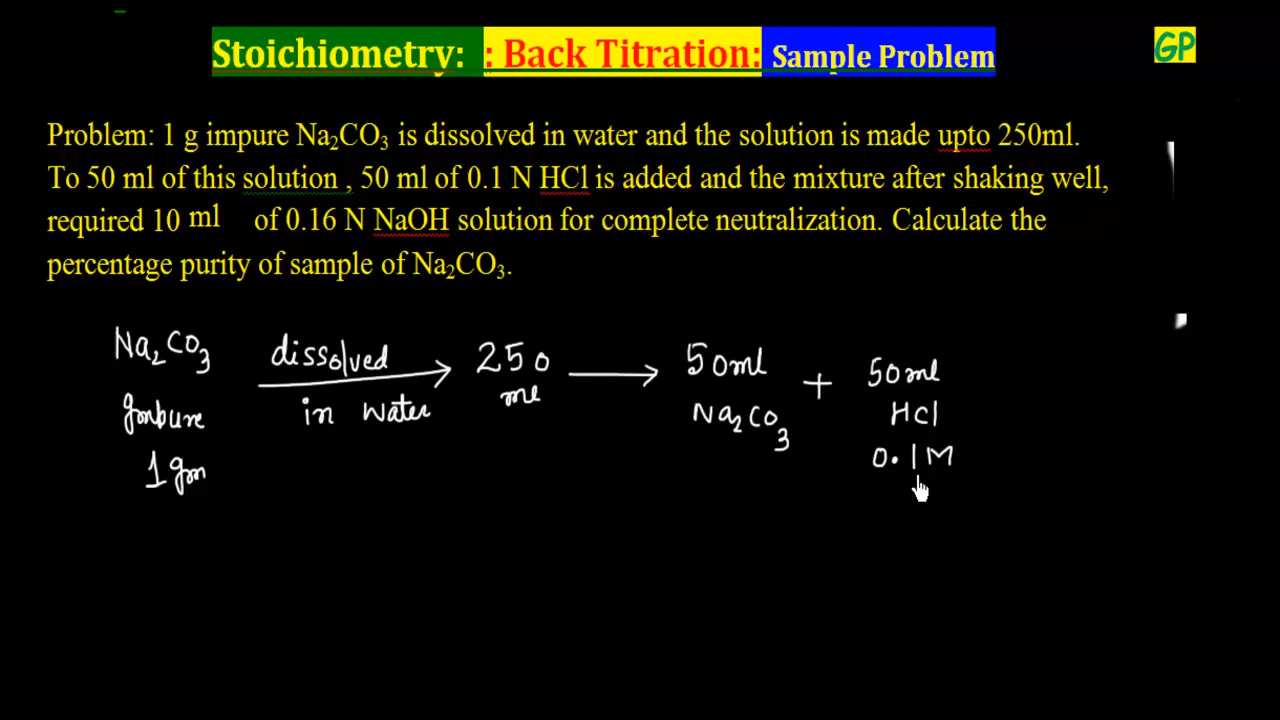 Stoichiometry: : Back Titration: Sample Problem
GP
Problem: 1 g impure Na₂CO₃ is dissolved in water and the solution is made upto 250ml.
To 50 ml of this solution , 50 ml of 0.1 N HCl is added and the mixture after shaking well,
required 10 ml of 0.16 N NaOH solution for complete neutralization. Calculate the
percentage purity of sample of Na₂CO₃.
Na₂CO₃ dissolved 250 50ml + 50ml
Impure in water ml Na₂CO₃ HCl
1 gm 0.1M